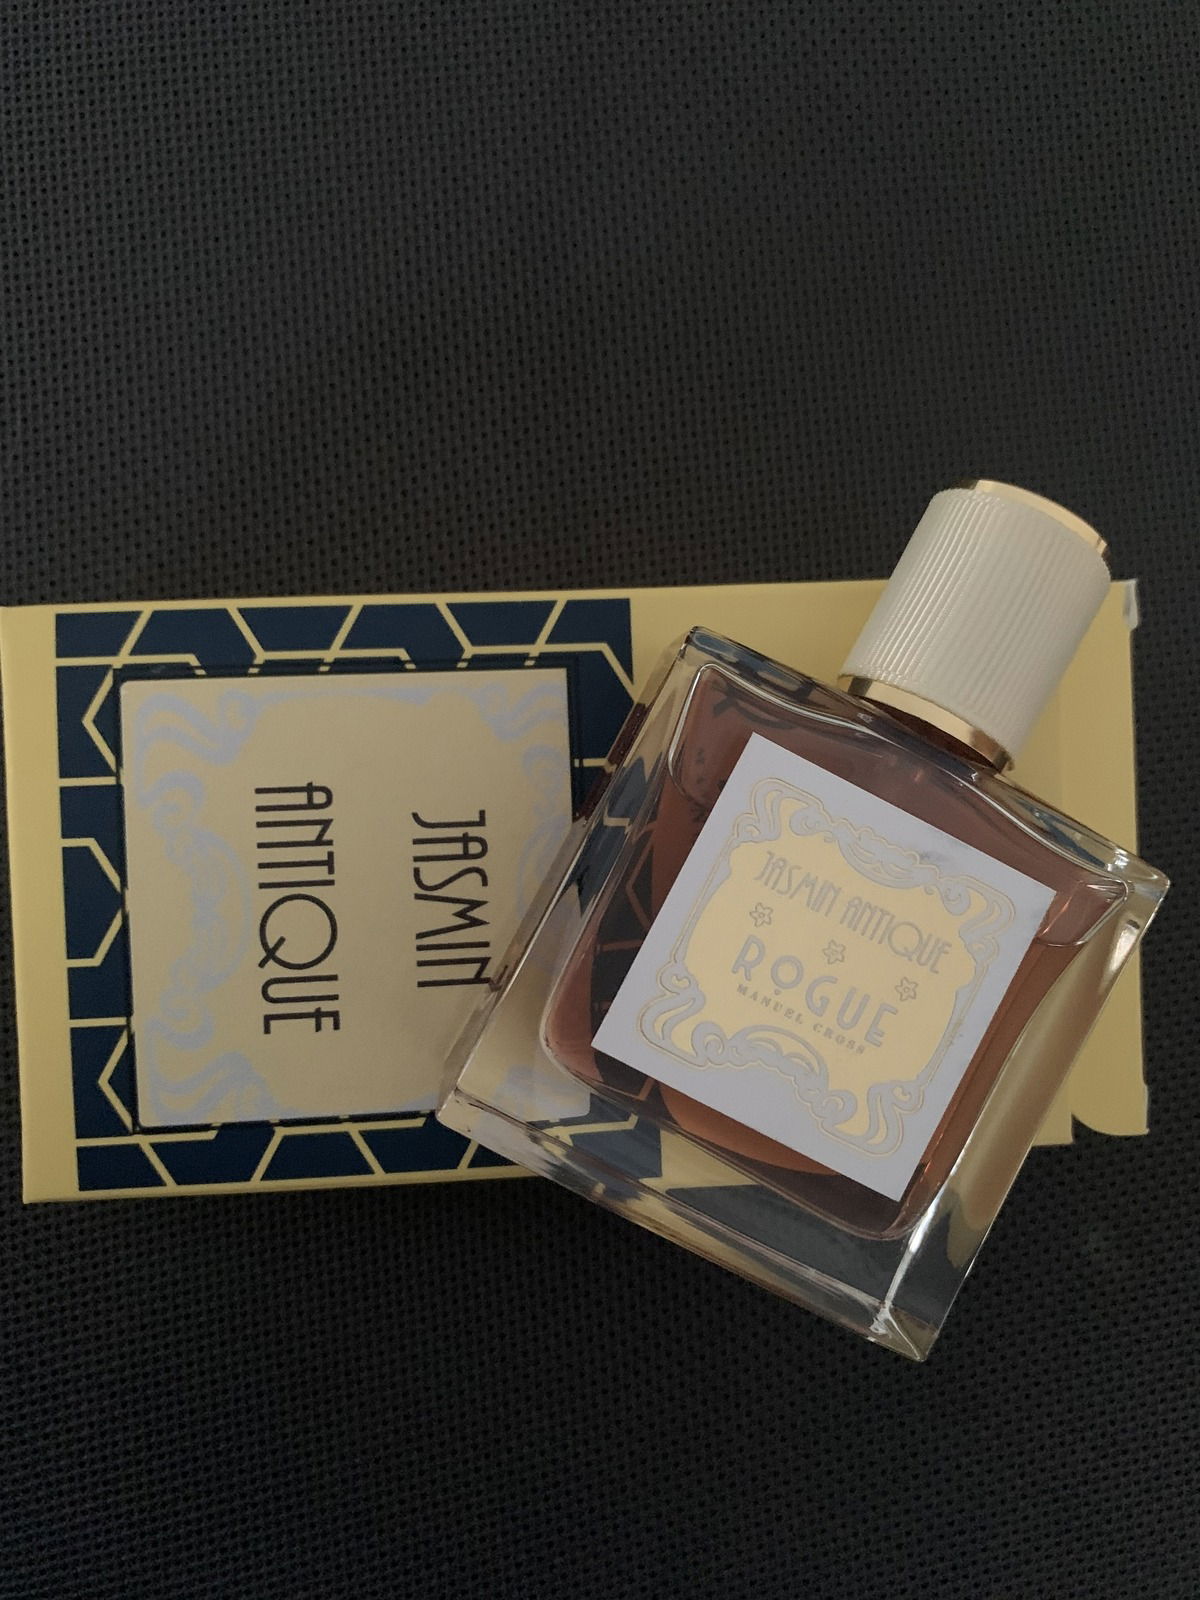 JASMIN
ANTIQUE
JASMIN ANTIQUE
ROGUE
MANUEL CROSS